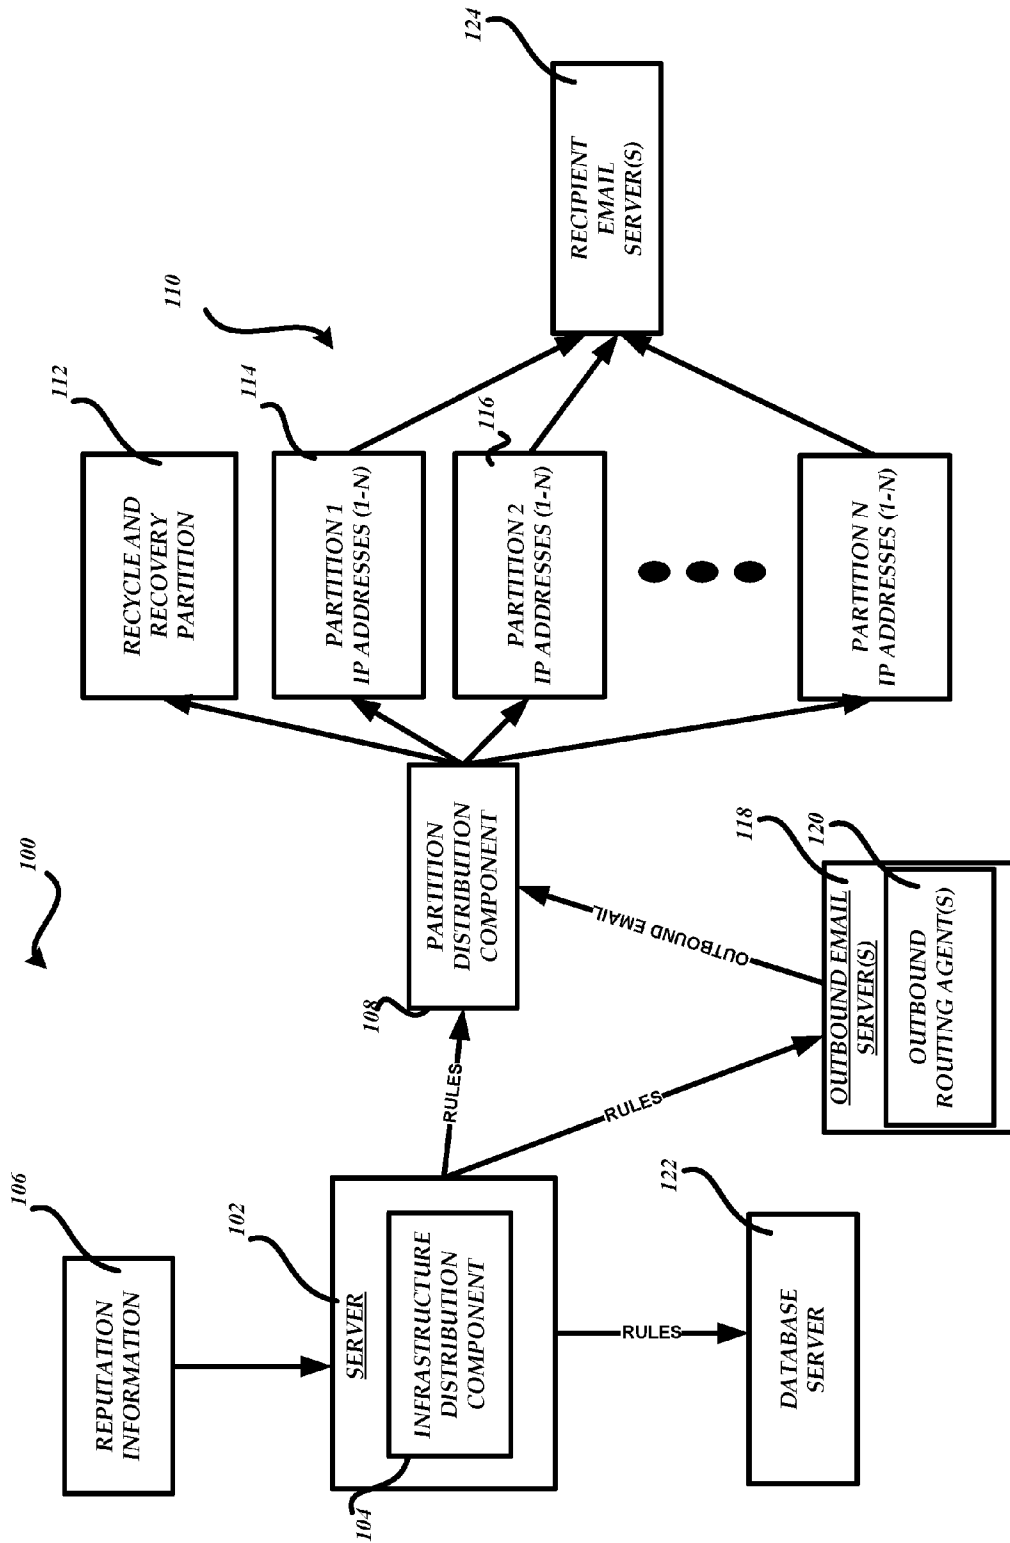 100
106
REPUTATION
INFORMATION
102
SERVER
104
INFRASTRUCTURE
DISTRIBUTION
COMPONENT
RULES
122
DATABASE
SERVER
RULES
RULES
108
PARTITION
DISTRIBUTION
COMPONENT
OUTBOUND EMAIL
118
OUTBOUND EMAIL
SERVER(S)
120
OUTBOUND
ROUTING AGENT(S)
110
112
RECYCLE AND
RECOVERY
PARTITION
114
PARTITION 1
IP ADDRESSES (1-N)
116
PARTITION 2
IP ADDRESSES (1-N)
PARTITION N
IP ADDRESSES (1-N)
124
RECIPIENT
EMAIL
SERVER(S)